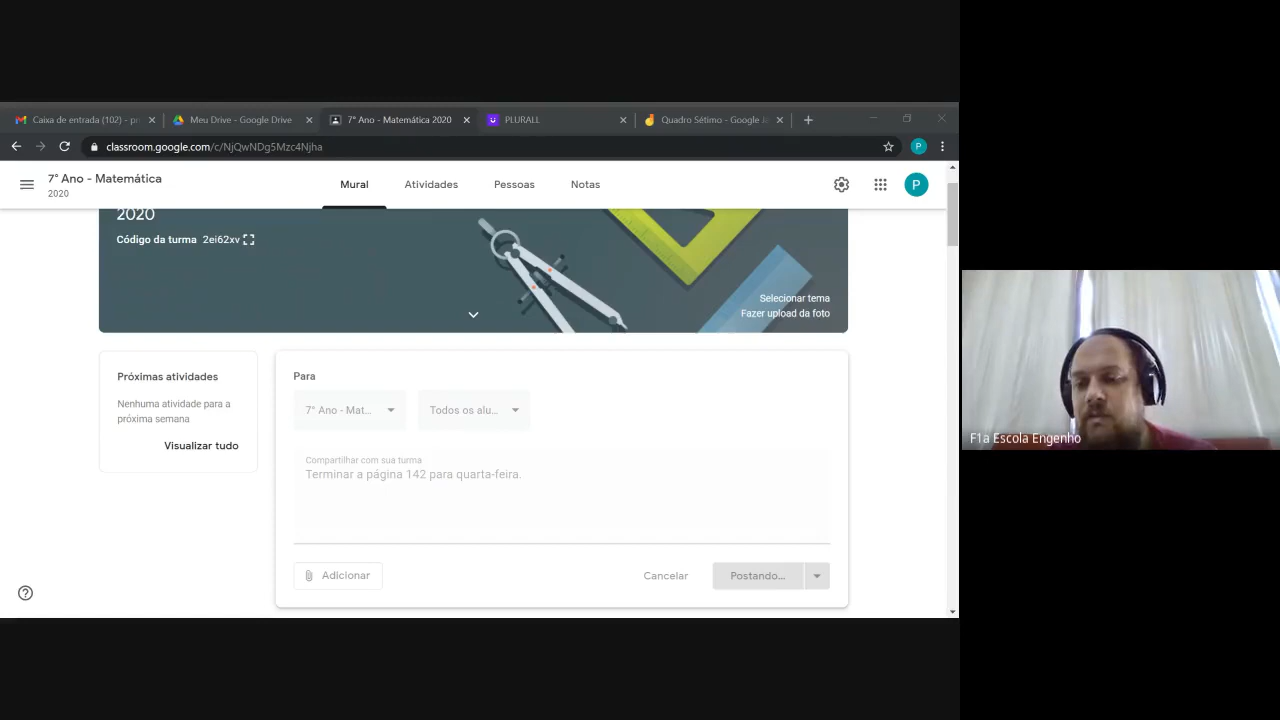 Caixa de entrada (102) - pr
Meu Drive - Google Drive
7° Ano - Matemática 2020
PLURALL
Quadro Sétimo - Google J
classroom.google.com/c/NjQwNDg5Mzc4Njha
P
7° Ano - Matemática
2020
Mural
Atividades
Pessoas
Notas
P
2020
Código da turma 2ei62xv
Selecionar tema
Fazer upload da foto
Próximas atividades
Nenhuma atividade para a
próxima semana
Visualizar tudo
Para
7° Ano - Mat...
Todos os alu...
Compartilhar com sua turma
Terminar a página 142 para quarta-feira.
Adicionar
Cancelar
Postando...
F1a Escola Engenho